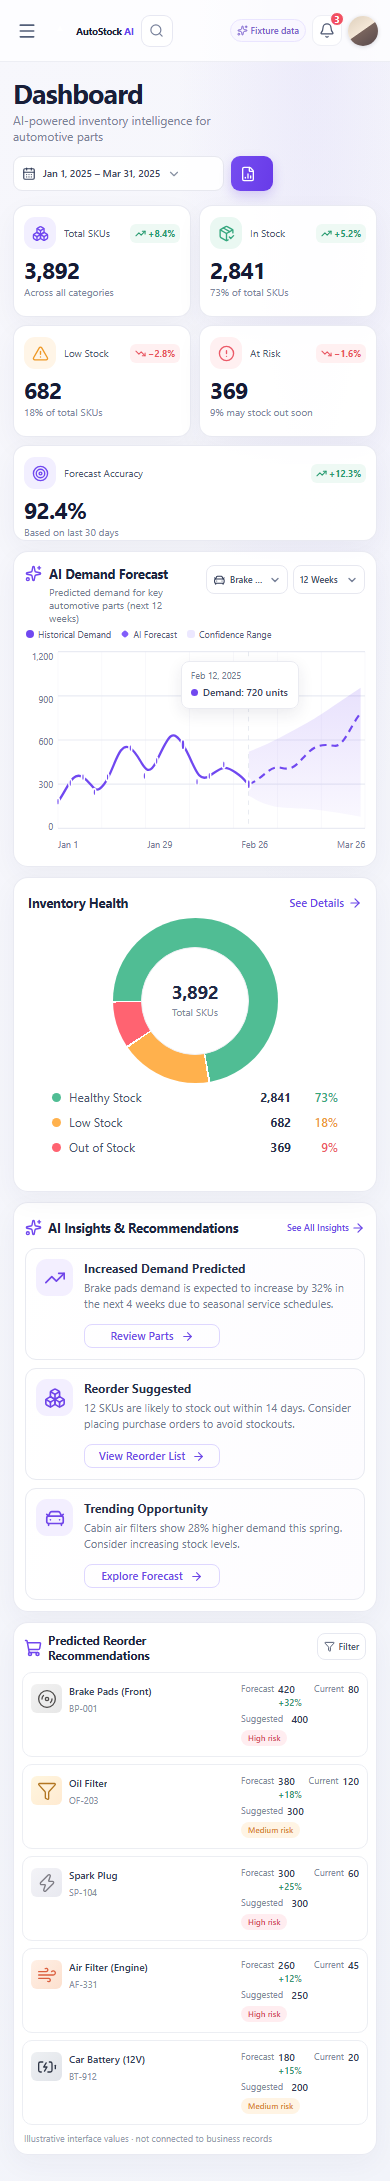 AutoStock AI
Fixture data
3
Dashboard
AI-powered inventory intelligence for
automotive parts
Jan 1, 2025 – Mar 31, 2025
Total SKUs
+8.4%
3,892
Across all categories
In Stock
+5.2%
2,841
73% of total SKUs
Low Stock
−2.8%
682
18% of total SKUs
At Risk
−1.6%
369
9% may stock out soon
Forecast Accuracy
+12.3%
92.4%
Based on last 30 days
AI Demand Forecast
Predicted demand for key
automotive parts (next 12
weeks)
Brake ...
12 Weeks
Historical Demand
AI Forecast
Confidence Range
1,200
900
600
300
0
Feb 12, 2025
Demand: 720 units
Jan 1
Jan 29
Feb 26
Mar 26
Inventory Health
See Details
3,892
Total SKUs
Healthy Stock 2,841 73%
Low Stock 682 18%
Out of Stock 369 9%
AI Insights & Recommendations
See All Insights
Increased Demand Predicted
Brake pads demand is expected to increase by 32% in
the next 4 weeks due to seasonal service schedules.
Review Parts
Reorder Suggested
12 SKUs are likely to stock out within 14 days. Consider
placing purchase orders to avoid stockouts.
View Reorder List
Trending Opportunity
Cabin air filters show 28% higher demand this spring.
Consider increasing stock levels.
Explore Forecast
Predicted Reorder
Recommendations
Filter
Brake Pads (Front)
BP-001
Forecast 420 Current 80
+32%
Suggested 400
High risk
Oil Filter
OF-203
Forecast 380 Current 120
+18%
Suggested 300
Medium risk
Spark Plug
SP-104
Forecast 300 Current 60
+25%
Suggested 300
High risk
Air Filter (Engine)
AF-331
Forecast 260 Current 45
+12%
Suggested 250
High risk
Car Battery (12V)
BT-912
Forecast 180 Current 20
+15%
Suggested 200
Medium risk
Illustrative interface values · not connected to business records